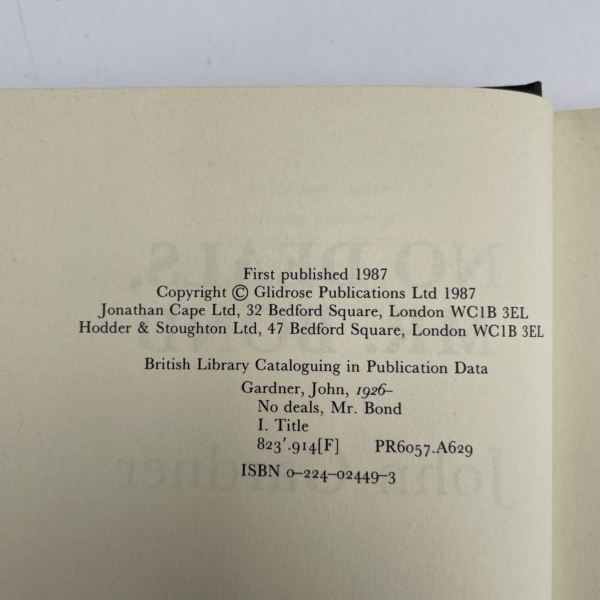 First published 1987
Copyright © Glidrose Publications Ltd 1987
Jonathan Cape Ltd, 32 Bedford Square, London WC1B 3EL
Hodder & Stoughton Ltd, 47 Bedford Square, London WC1B 3EL
British Library Cataloguing in Publication Data
Gardner, John, 1926–
No deals, Mr. Bond
I. Title
823′.914[F] PR6057.A629
ISBN 0–224–02449–3